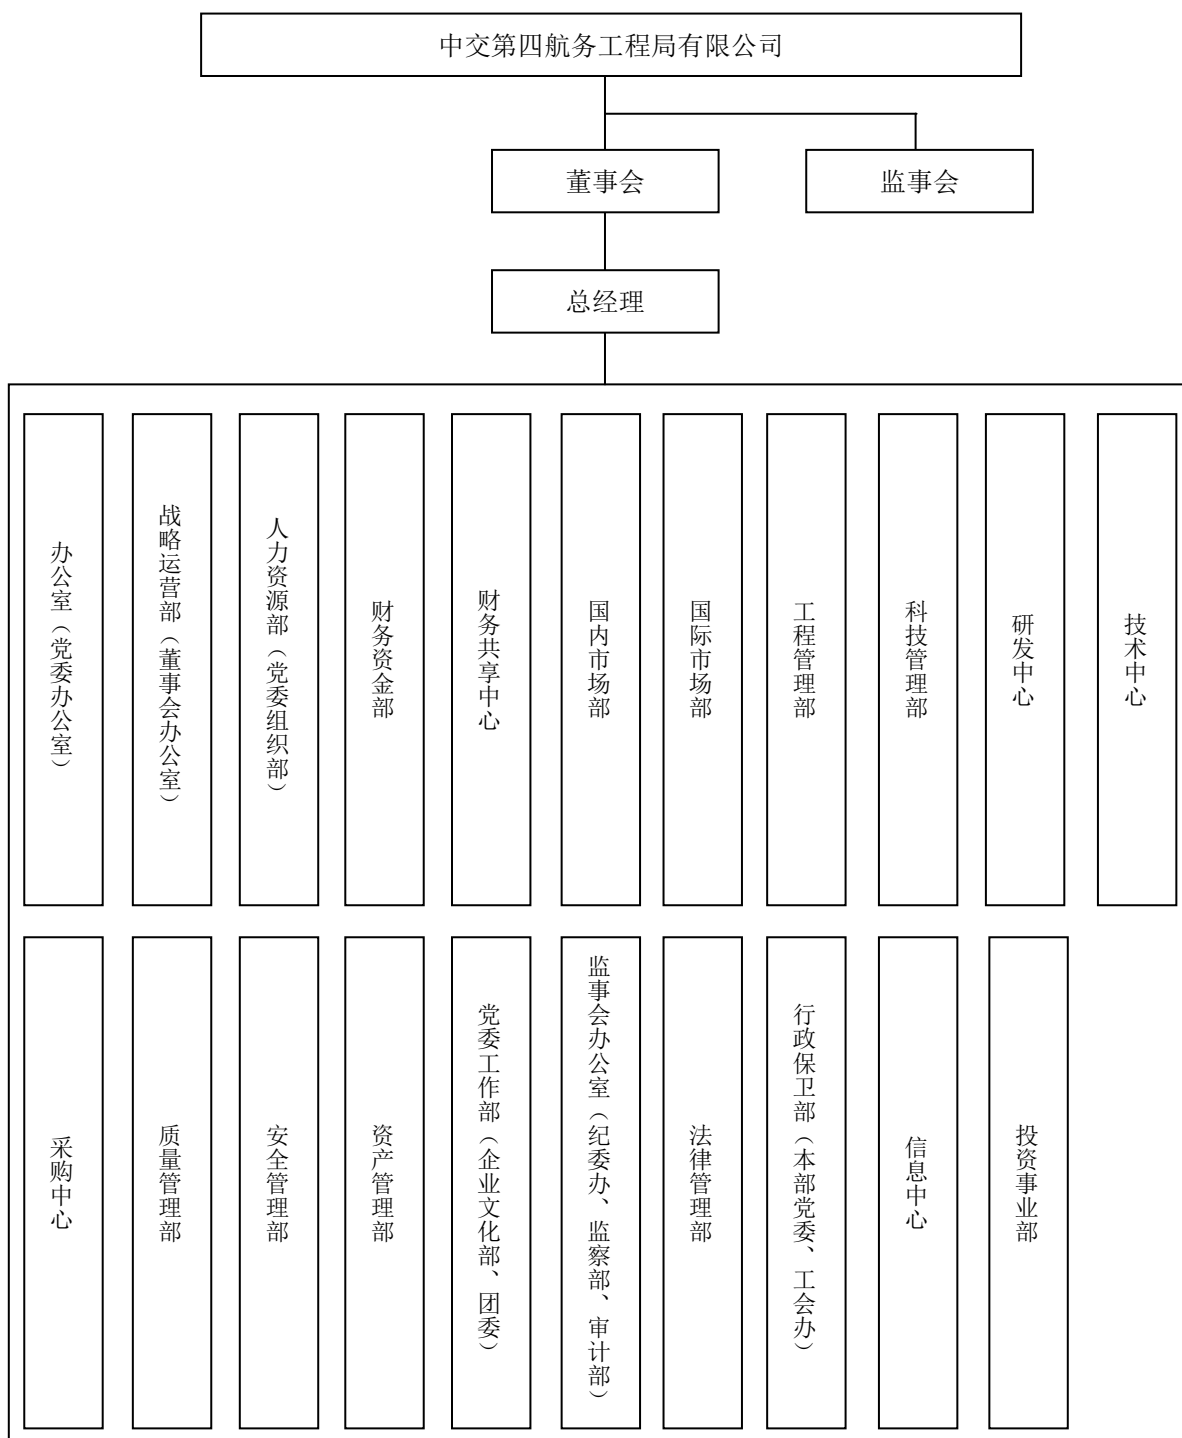 中交第四航务工程局有限公司
董事会
监事会
总经理
办公室（党委办公室）
战略运营部（董事会办公室）
人力资源部（党委组织部）
财务资金部
财务共享中心
国内市场部
国际市场部
工程管理部
科技管理部
研发中心
技术中心
采购中心
质量管理部
安全管理部
资产管理部
党委工作部（企业文化部、团委）
监事会办公室（纪委办、监察部、审计部）
法律管理部
行政保卫部（本部党委、工会办）
信息中心
投资事业部